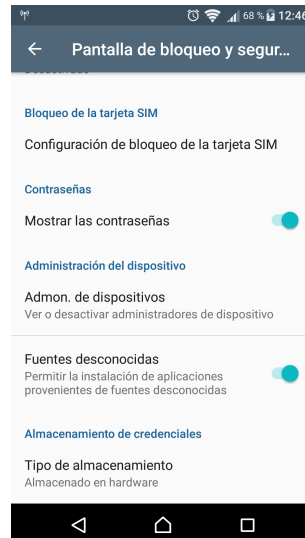 68 % 12:46
Pantalla de bloqueo y segur...
Bloqueo de la tarjeta SIM
Configuración de bloqueo de la tarjeta SIM
Contraseñas
Mostrar las contraseñas
Administración del dispositivo
Admon. de dispositivos
Ver o desactivar administradores de dispositivo
Fuentes desconocidas
Permitir la instalación de aplicaciones
provenientes de fuentes desconocidas
Almacenamiento de credenciales
Tipo de almacenamiento
Almacenado en hardware